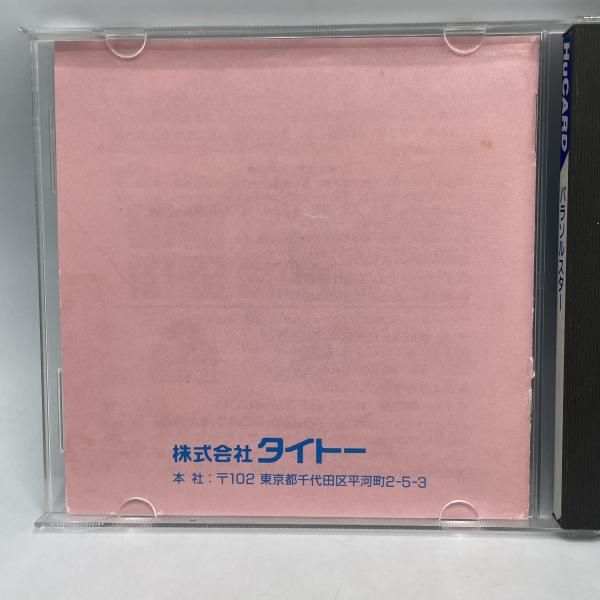 HuCARD パラソルスター
株式会社 タイトー
本 社 : 〒102 東京都千代田区平河町2-5-3